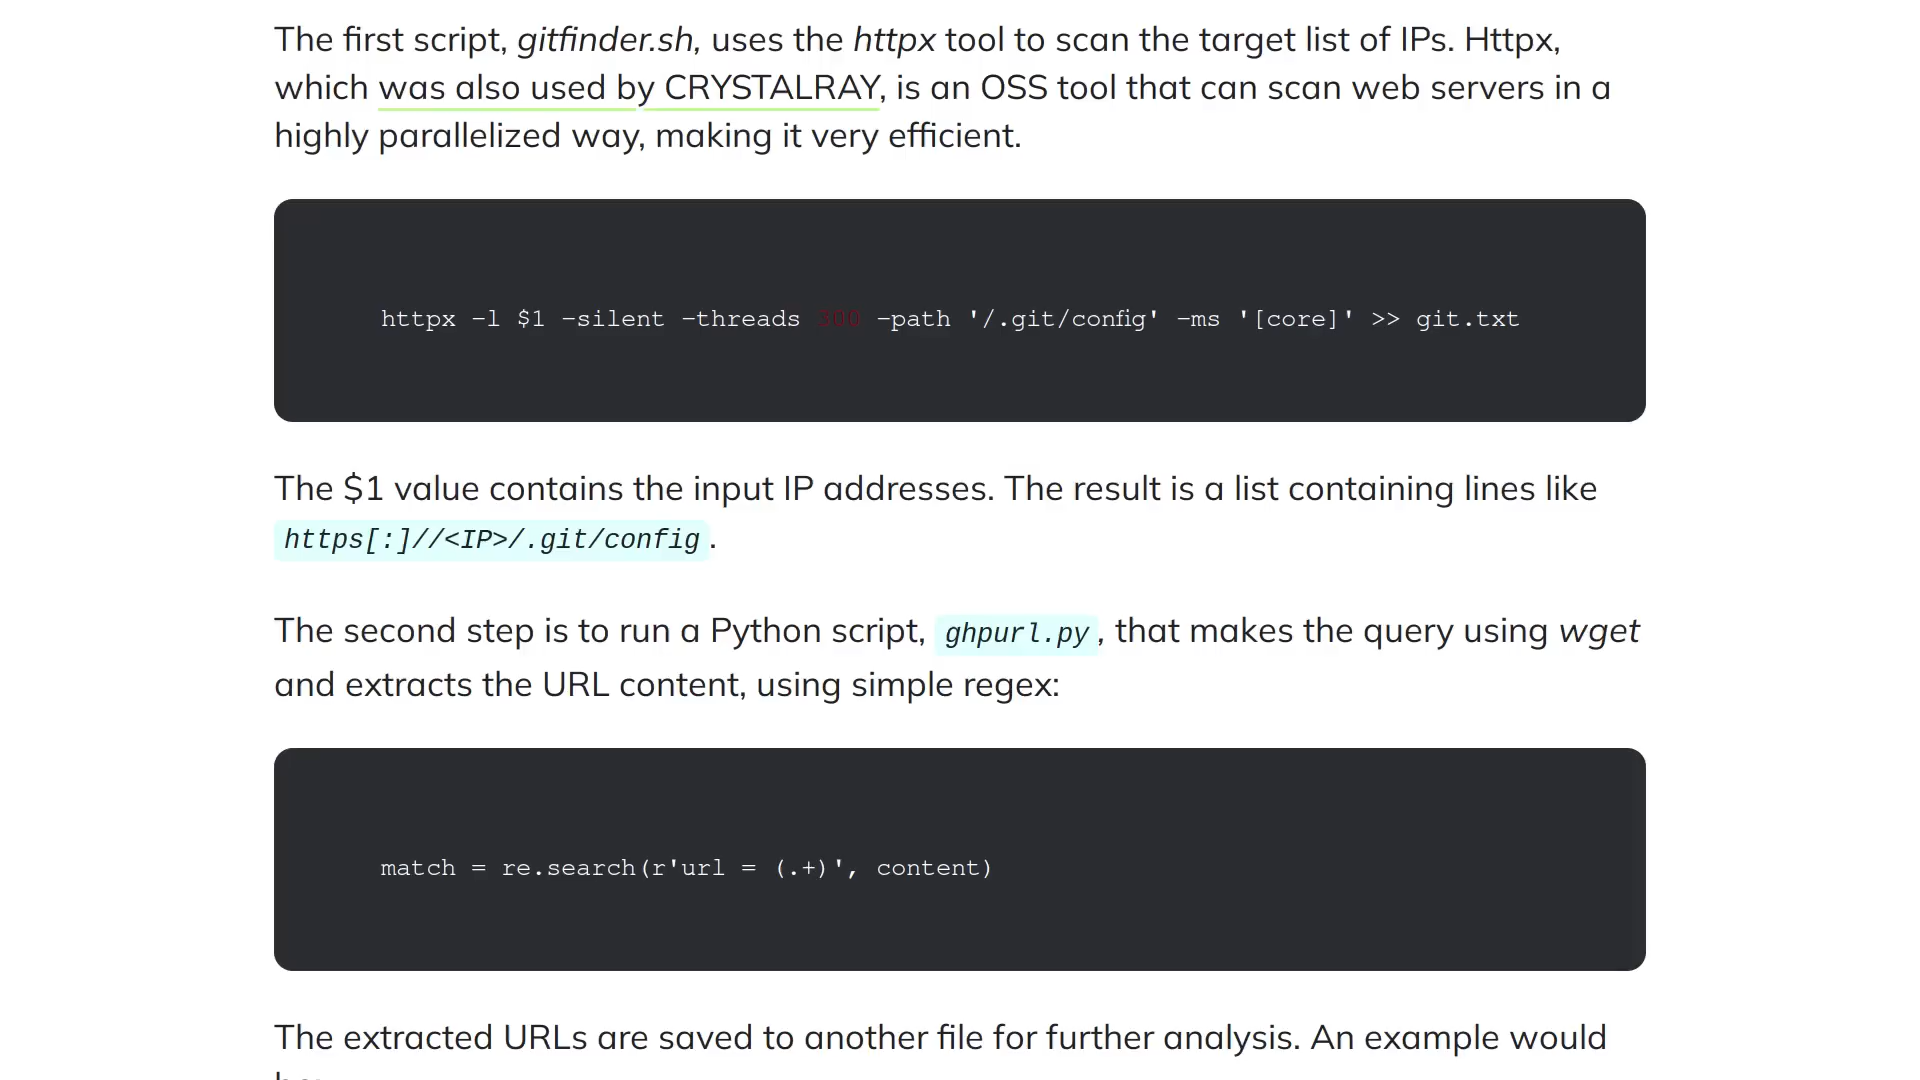 The first script, gitfinder.sh, uses the httpx tool to scan the target list of IPs. Httpx,
which was also used by CRYSTALRAY, is an OSS tool that can scan web servers in a
highly parallelized way, making it very efficient.
httpx -l $1 -silent -threads 300 -path '/.git/config' -ms '[core]' >> git.txt
The $1 value contains the input IP addresses. The result is a list containing lines like
https[:]//<IP>/.git/config.
The second step is to run a Python script, ghpurl.py, that makes the query using wget
and extracts the URL content, using simple regex:
match = re.search(r'url = (.+)', content)
The extracted URLs are saved to another file for further analysis. An example would